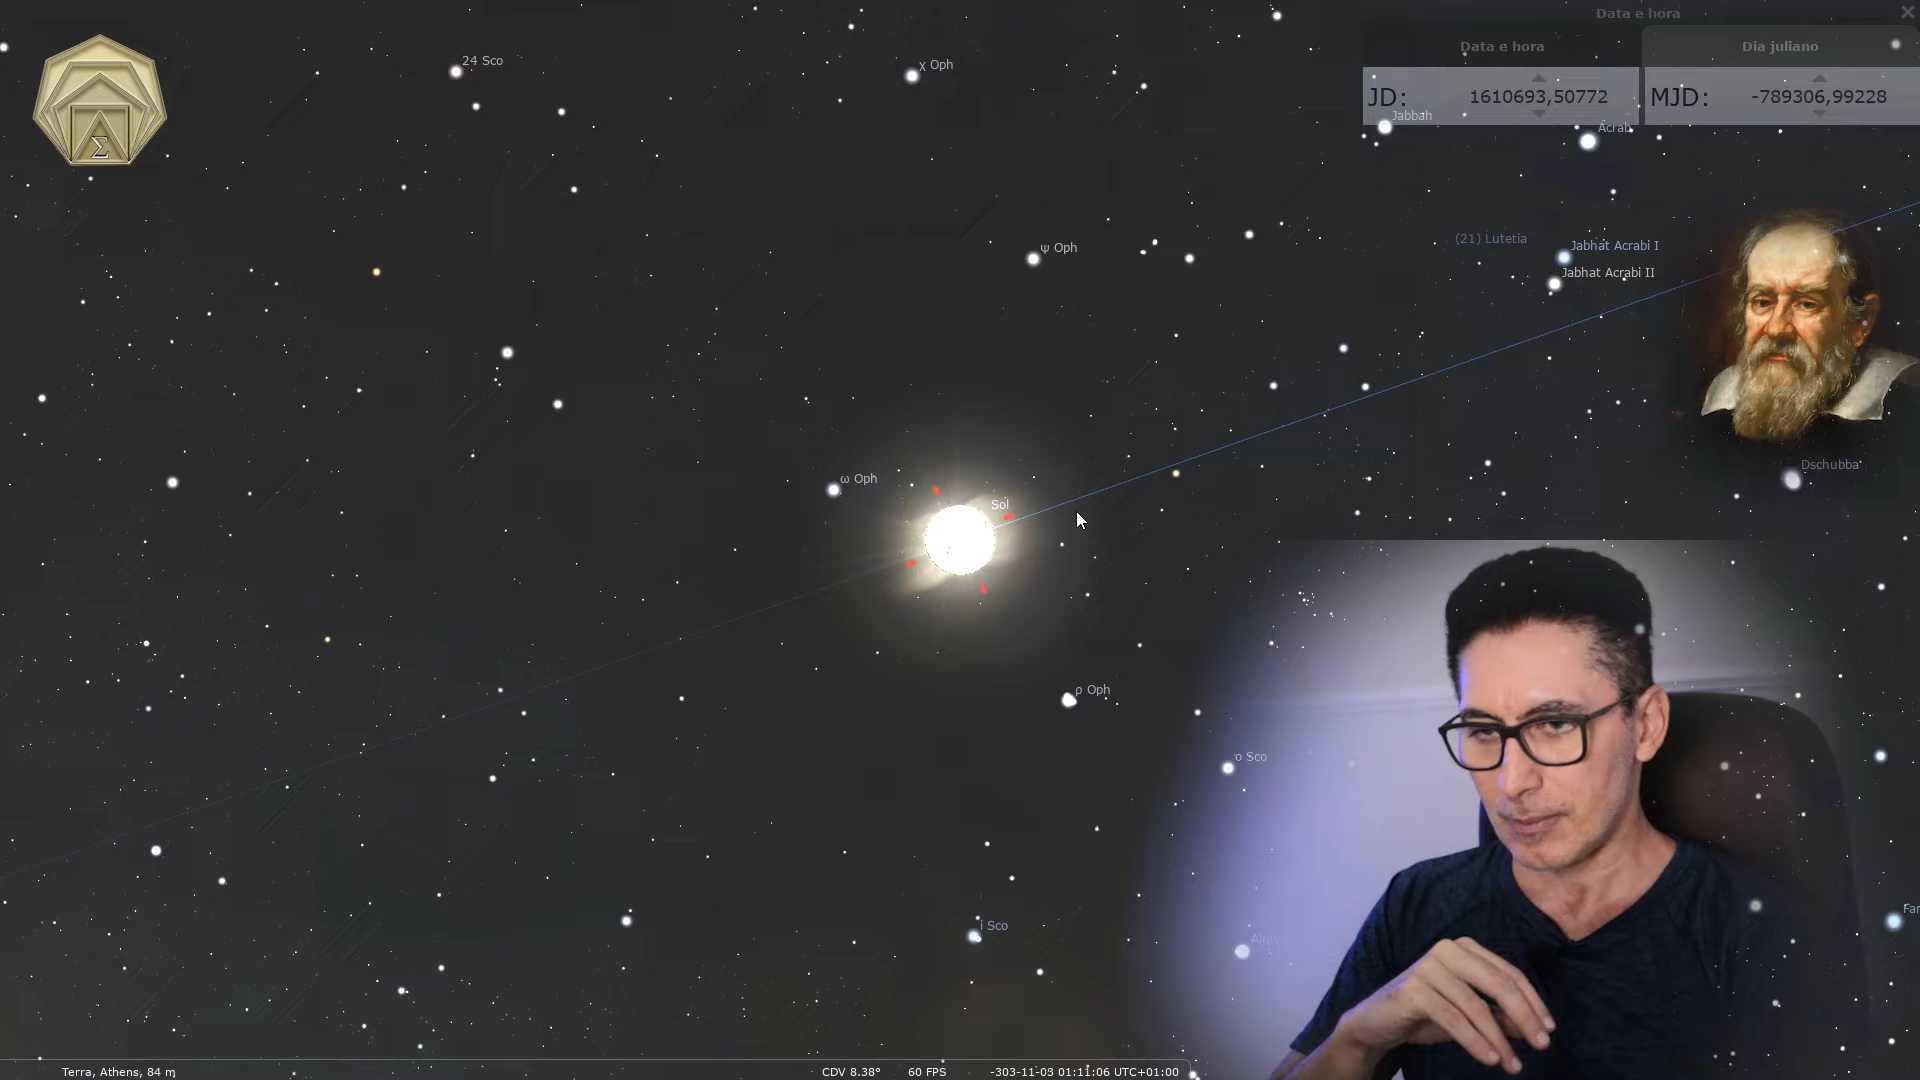 Data e hora
Data e hora
Dia juliano
JD:
1610693,50772
MJD:
-789306,99228
24 Sco
χ Oph
Jabbah
Acrab
Σ
ψ Oph
(21) Lutetia
Jabhat Acrabi I
Jabhat Acrabi II
Dschubba
ω Oph
Sol
ρ Oph
ο Sco
i Sco
Terra, Athens, 84 m
CDV 8.38°
60 FPS
-303-11-03 01:11:06 UTC+01:00